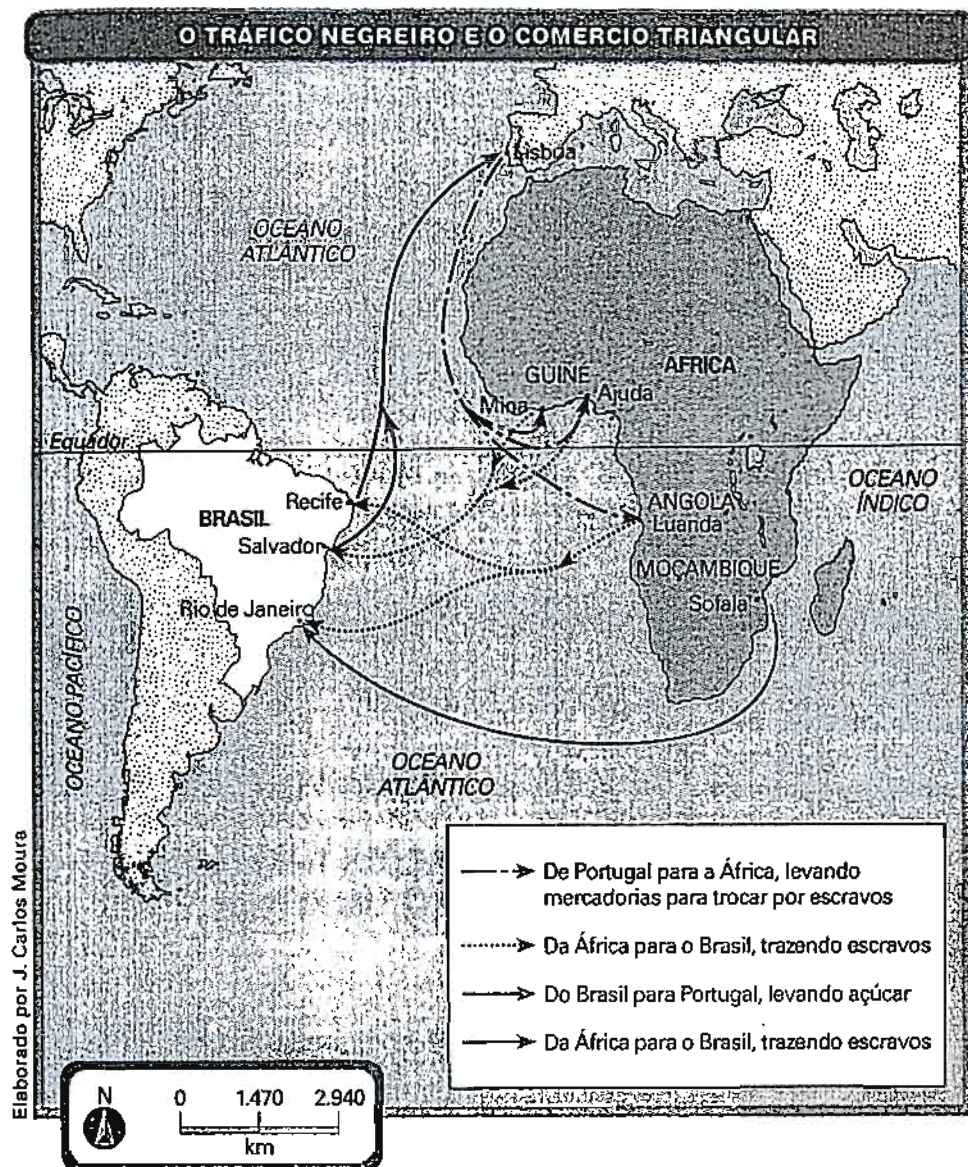 O TRÁFICO NEGREIRO E O COMÉRCIO TRIANGULAR
Lisboa
OCEANO
ATLÂNTICO
GUINÉ
ÁFRICA
Mina
Ajuda
Equador
OCEANO
ÍNDICO
Recife
BRASIL
ANGOLA
Luanda
Salvador
MOÇAMBIQUE
Rio de Janeiro
Sofala
OCEANO PACÍFICO
OCEANO
ATLÂNTICO
De Portugal para a África, levando
mercadorias para trocar por escravos
Da África para o Brasil, trazendo escravos
Do Brasil para Portugal, levando açúcar
Da África para o Brasil, trazendo escravos
Elaborado por J. Carlos Moura
N
0 1.470 2.940
km